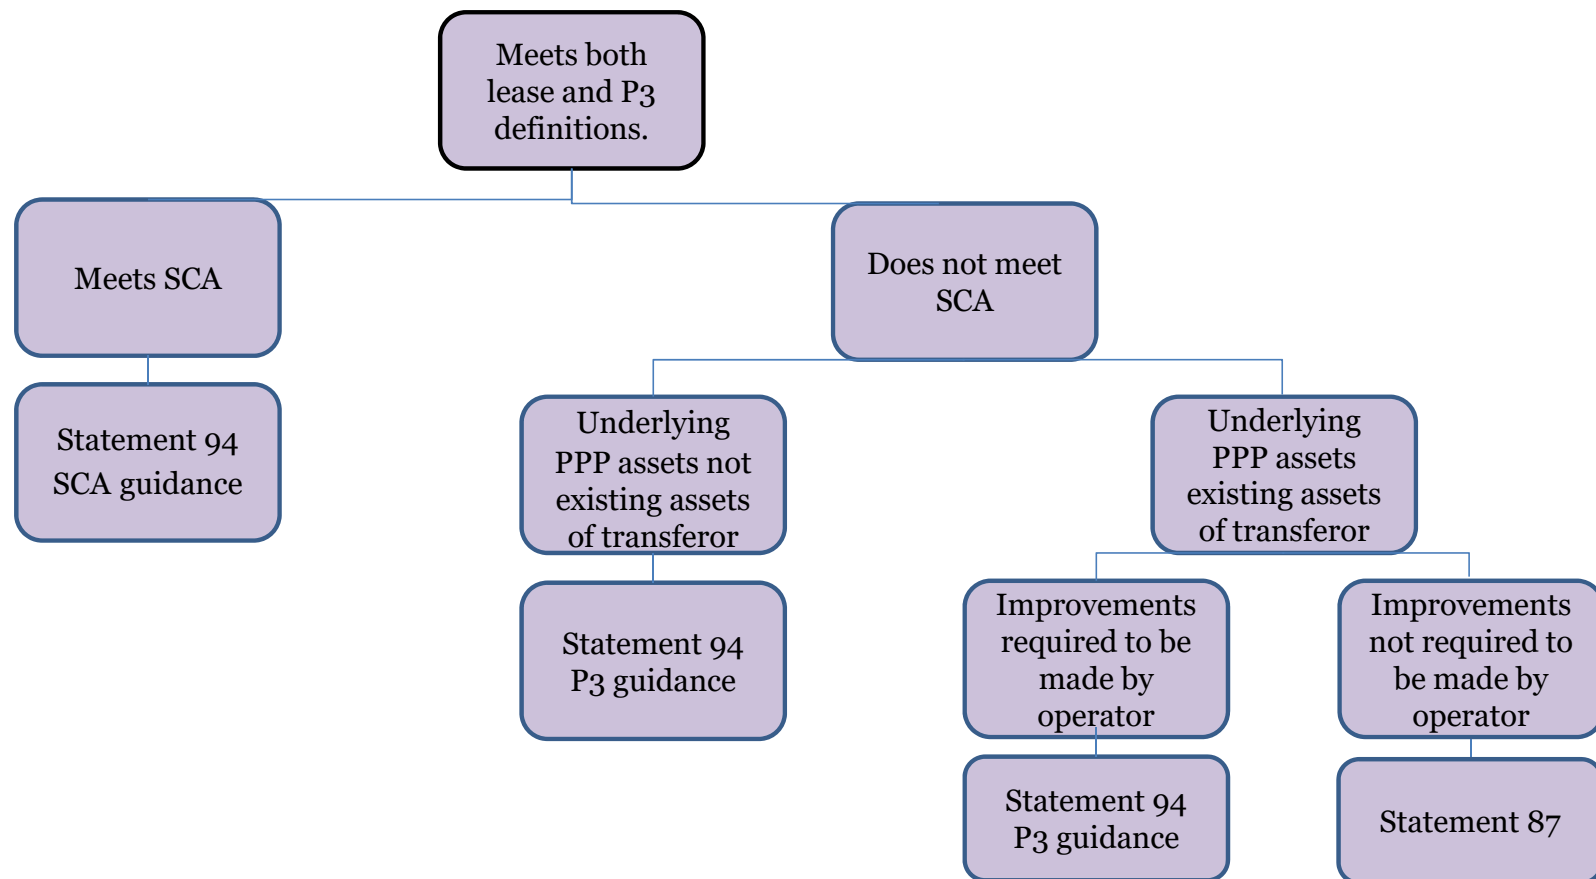 Meets both
lease and P3
definitions.
Meets SCA
Does not meet
SCA
Statement 94
SCA guidance
Underlying
PPP assets not
existing assets
of transferor
Underlying
PPP assets
existing assets
of transferor
Statement 94
P3 guidance
Improvements
required to be
made by
operator
Improvements
not required to
be made by
operator
Statement 94
P3 guidance
Statement 87